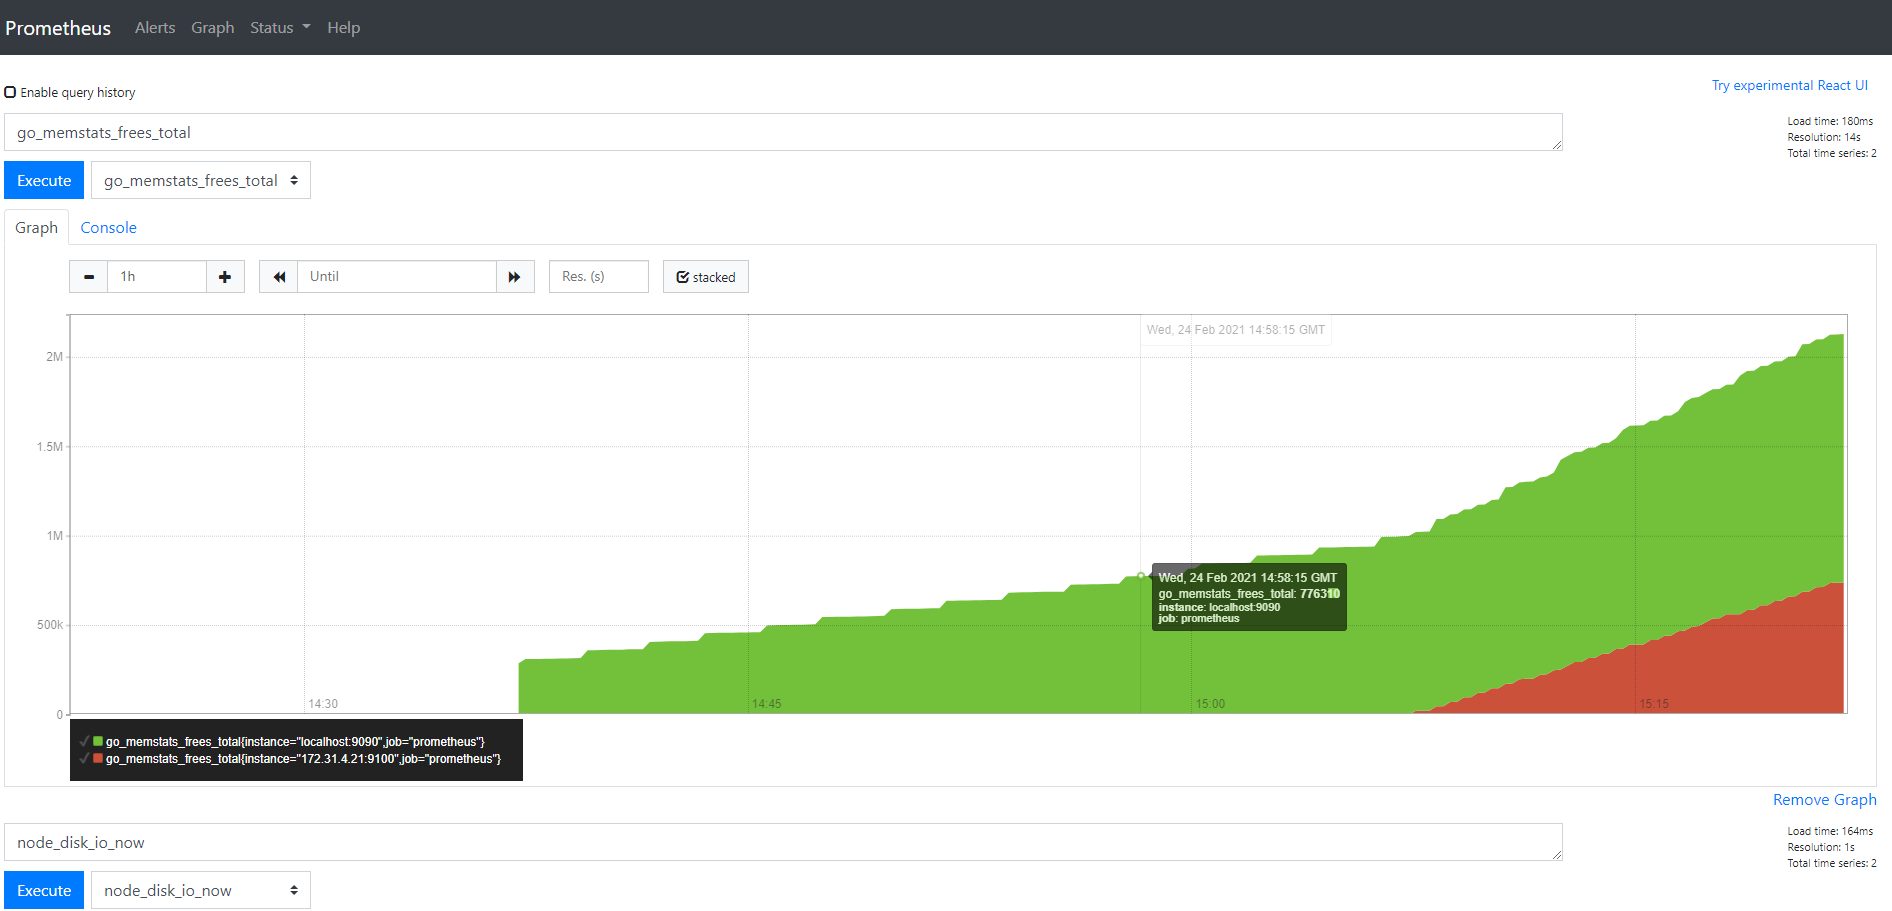 Prometheus Alerts Graph Status Help
Enable query history
Try experimental React UI
go_memstats_frees_total
Load time: 180ms
Resolution: 14s
Total time series: 2
Execute go_memstats_frees_total
Graph Console
1h Until Res. (s) stacked
Wed, 24 Feb 2021 14:58:15 GMT
2M
1.5M
1M
500k
0
Wed, 24 Feb 2021 14:58:15 GMT
go_memstats_frees_total: 776310
instance: localhost:9090
job: prometheus
14:30 14:45 15:00 15:15
go_memstats_frees_total{instance="localhost:9090",job="prometheus"}
go_memstats_frees_total{instance="172.31.4.21:9100",job="prometheus"}
Remove Graph
node_disk_io_now
Load time: 164ms
Resolution: 1s
Total time series: 2
Execute node_disk_io_now